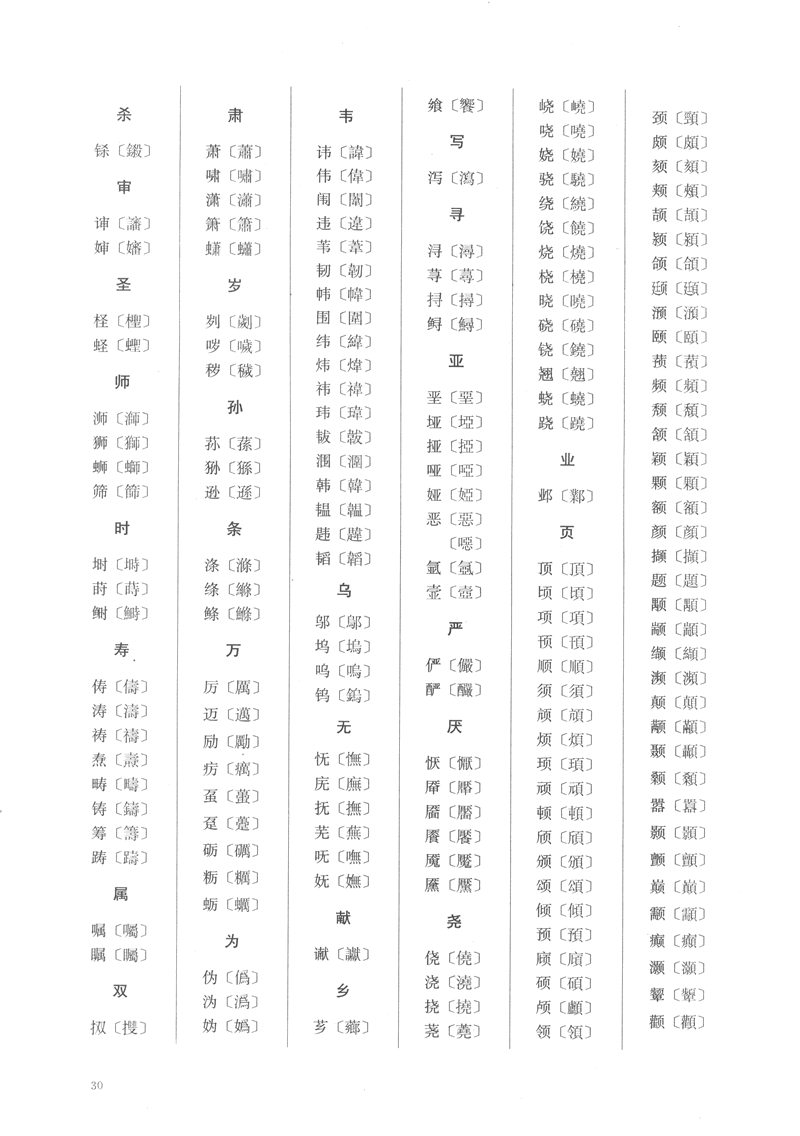 杀
铩〔鎩〕
审
谉〔讅〕
婶〔嬸〕
圣
柽〔檉〕
蛏〔蟶〕
师
浉〔溮〕
狮〔獅〕
蛳〔螄〕
筛〔篩〕
时
埘〔塒〕
莳〔蒔〕
鲥〔鰣〕
寿
俦〔儔〕
涛〔濤〕
祷〔禱〕
焘〔燾〕
畴〔疇〕
铸〔鑄〕
筹〔籌〕
踌〔躊〕
属
嘱〔囑〕
瞩〔矚〕
双
㧐〔㩳〕
肃
萧〔蕭〕
啸〔嘯〕
潇〔瀟〕
箫〔簫〕
蟏〔蠨〕
岁
刿〔劌〕
哕〔噦〕
秽〔穢〕
孙
荪〔蓀〕
狲〔猻〕
逊〔遜〕
条
涤〔滌〕
绦〔縧〕
鲦〔鰷〕
万
厉〔厲〕
迈〔邁〕
励〔勵〕
疠〔癘〕
虿〔蠆〕
趸〔躉〕
砺〔礪〕
粝〔糲〕
蛎〔蠣〕
为
伪〔僞〕
沩〔潙〕
妫〔嬀〕
韦
讳〔諱〕
伟〔偉〕
闱〔闈〕
违〔違〕
苇〔葦〕
韧〔韌〕
帏〔幃〕
围〔圍〕
纬〔緯〕
炜〔煒〕
祎〔禕〕
玮〔瑋〕
韨〔韍〕
涠〔潿〕
韩〔韓〕
韫〔韞〕
韪〔韙〕
韬〔韜〕
乌
邬〔鄔〕
坞〔塢〕
呜〔嗚〕
钨〔鎢〕
无
怃〔憮〕
庑〔廡〕
抚〔撫〕
芜〔蕪〕
呒〔嘸〕
妩〔嫵〕
献
谳〔讞〕
乡
芗〔薌〕
飨〔饗〕
写
泻〔瀉〕
寻
浔〔潯〕
荨〔蕁〕
挦〔撏〕
鲟〔鱘〕
亚
垩〔堊〕
垭〔埡〕
挜〔掗〕
哑〔啞〕
娅〔婭〕
恶〔惡〕
〔噁〕
氩〔氬〕
壶〔壺〕
严
俨〔儼〕
酽〔釅〕
厌
恹〔懨〕
厣〔厴〕
靥〔靨〕
餍〔饜〕
魇〔魘〕
黡〔黶〕
尧
侥〔僥〕
浇〔澆〕
挠〔撓〕
荛〔蕘〕
峣〔嶢〕
哓〔嘵〕
娆〔嬈〕
骁〔驍〕
绕〔繞〕
饶〔饒〕
烧〔燒〕
桡〔橈〕
晓〔曉〕
硗〔磽〕
铙〔鐃〕
翘〔翹〕
蛲〔蟯〕
跷〔蹺〕
业
邺〔鄴〕
页
顶〔頂〕
顷〔頃〕
项〔項〕
顸〔頇〕
顺〔順〕
须〔須〕
颃〔頏〕
烦〔煩〕
顼〔頊〕
顽〔頑〕
顿〔頓〕
颀〔頎〕
颁〔頒〕
颂〔頌〕
倾〔傾〕
预〔預〕
庼〔廎〕
硕〔碩〕
颅〔顱〕
领〔領〕
颈〔頸〕
颇〔頗〕
颏〔頦〕
颊〔頰〕
颉〔頡〕
颍〔潁〕
颌〔頜〕
颋〔頲〕
滪〔澦〕
颐〔頤〕
蓣〔蕷〕
频〔頻〕
颓〔頹〕
颔〔頷〕
颖〔穎〕
颗〔顆〕
额〔額〕
颜〔顔〕
撷〔擷〕
题〔題〕
颙〔顒〕
颛〔顓〕
缬〔纈〕
濒〔瀕〕
颠〔顛〕
颟〔顢〕
颞〔顳〕
颡〔顙〕
嚣〔囂〕
颢〔顥〕
颤〔顫〕
巅〔巔〕
颥〔顬〕
癫〔癲〕
灏〔灝〕
颦〔顰〕
颧〔顴〕
30